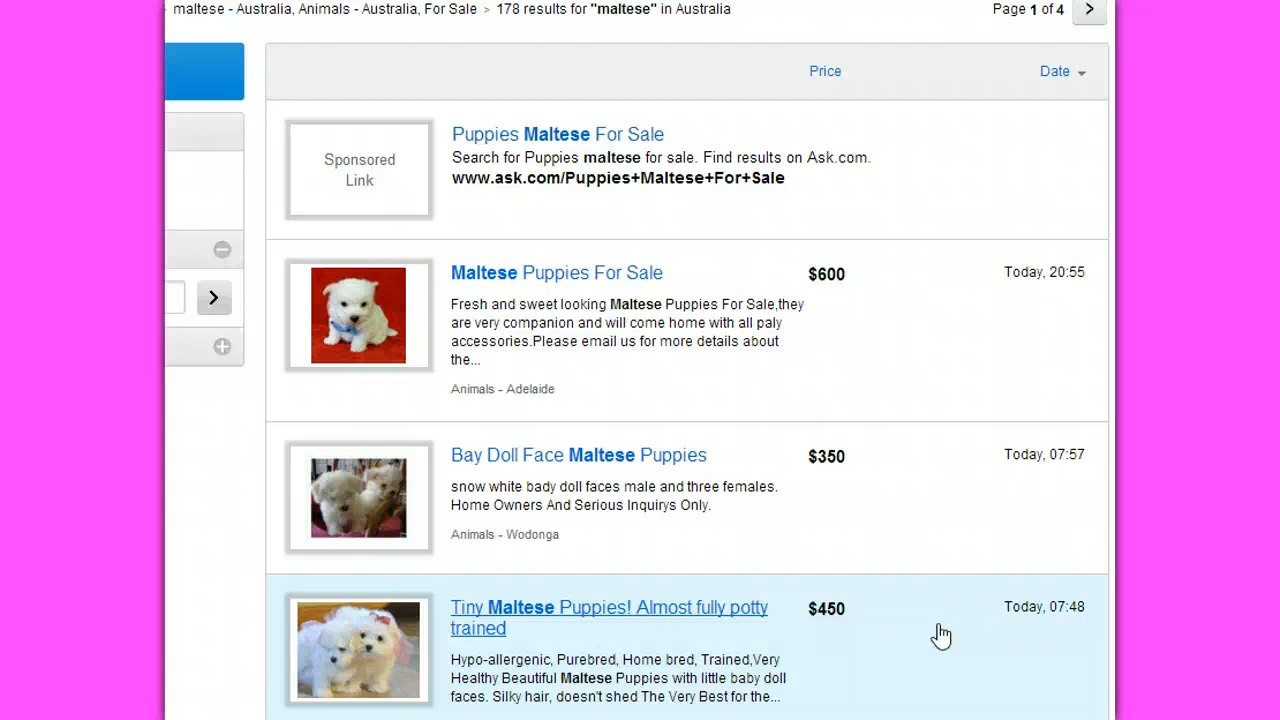 maltese - Australia, Animals - Australia, For Sale > 178 results for "maltese" in Australia
Page 1 of 4
Price
Date
Sponsored
Link
Puppies Maltese For Sale
Search for Puppies maltese for sale. Find results on Ask.com.
www.ask.com/Puppies+Maltese+For+Sale
Maltese Puppies For Sale
$600
Today, 20:55
Fresh and sweet looking Maltese Puppies For Sale,they
are very companion and will come home with all paly
accessories.Please email us for more details about
the...
Animals - Adelaide
Bay Doll Face Maltese Puppies
$350
Today, 07:57
snow white bady doll faces male and three females.
Home Owners And Serious Inquirys Only.
Animals - Wodonga
Tiny Maltese Puppies! Almost fully potty
trained
$450
Today, 07:48
Hypo-allergenic, Purebred, Home bred, Trained,Very
Healthy Beautiful Maltese Puppies with little baby doll
faces. Silky hair, doesn't shed The Very Best for the...